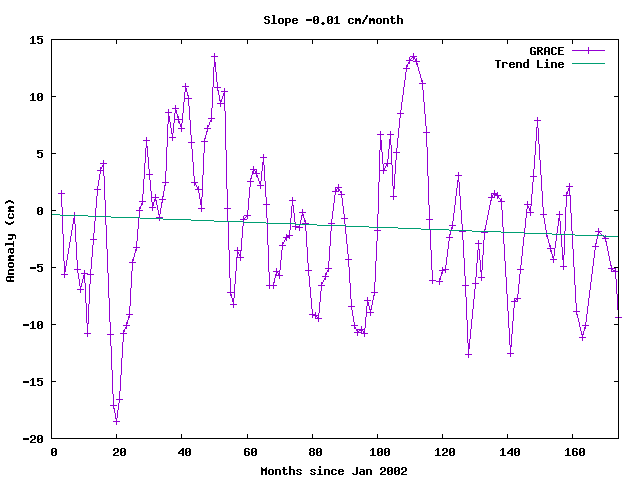 Slope -0.01 cm/month
15
GRACE
Trend Line
10
5
0
Anomaly (cm)
-5
-10
-15
-20
0 20 40 60 80 100 120 140 160
Months since Jan 2002